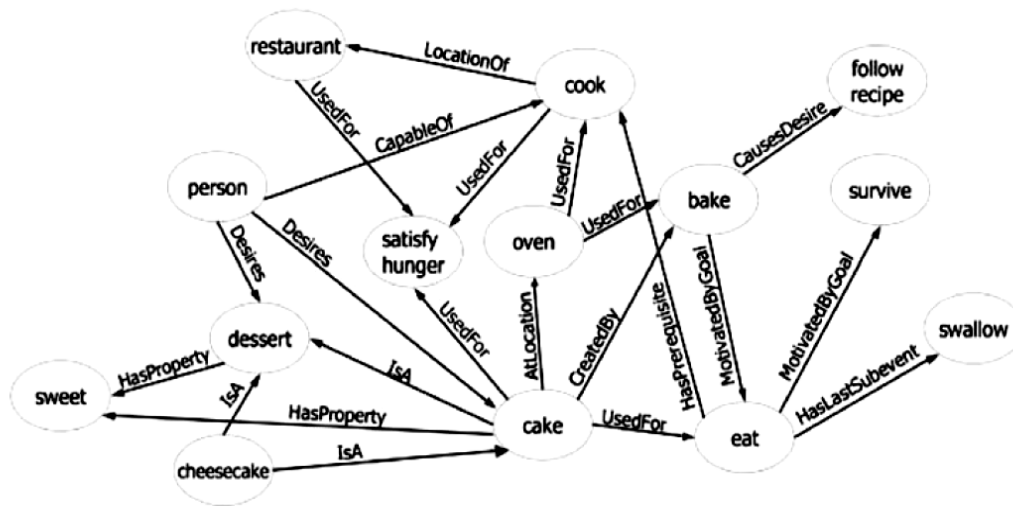 restaurant
LocationOf
cook
follow
recipe
UsedFor
CapableOf
UsedFor
UsedFor
CausesDesire
person
bake
survive
UsedFor
Desires
Desires
satisfy
hunger
oven
MotivatedByGoal
MotivatedByGoal
HasPrerequisite
AtLocation
CreatedBy
UsedFor
dessert
swallow
HasProperty
IsA
sweet
IsA
HasProperty
cake
UsedFor
eat
HasLastSubevent
cheesecake
IsA